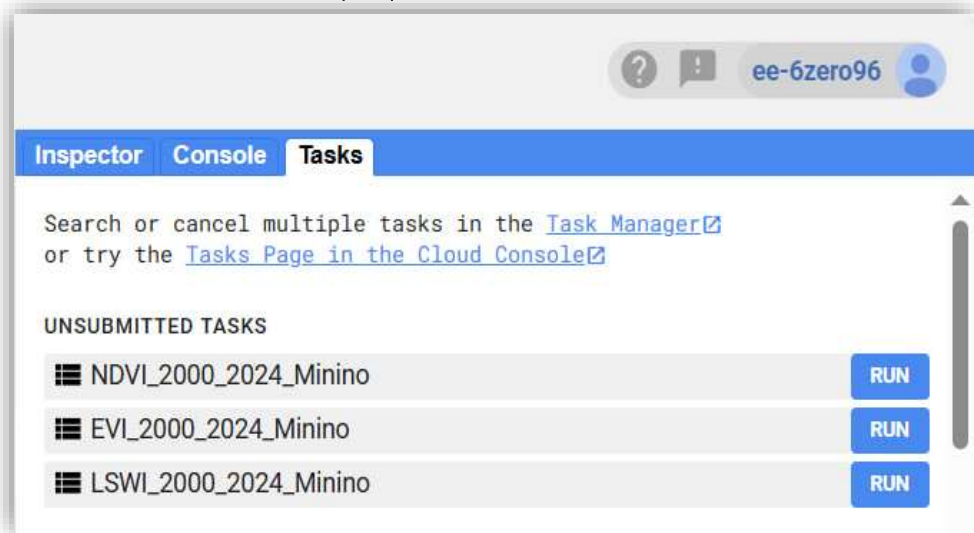 ee-6zero96
Inspector Console Tasks
Search or cancel multiple tasks in the Task Manager
or try the Tasks Page in the Cloud Console
UNSUBMITTED TASKS
NDVI_2000_2024_Minino RUN
EVI_2000_2024_Minino RUN
LSWI_2000_2024_Minino RUN